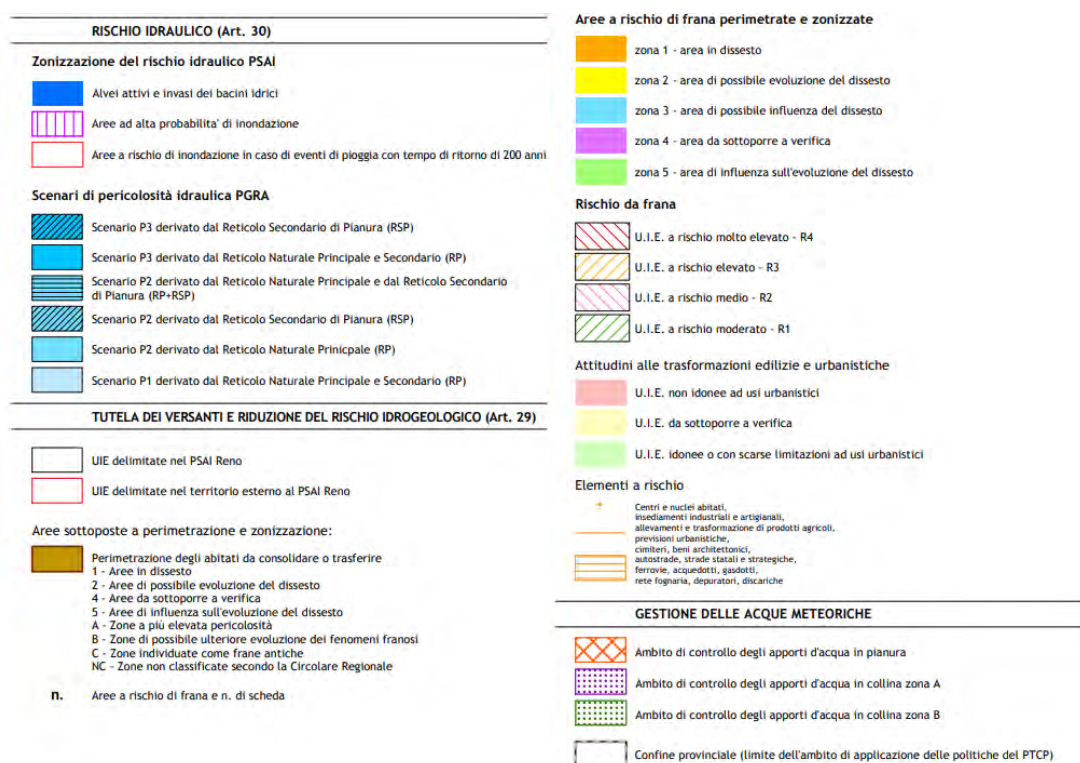 RISCHIO IDRAULICO (Art. 30)
Zonizzazione del rischio idraulico PSAI
Alvei attivi e invasi dei bacini idrici
Aree ad alta probabilita' di inondazione
Aree a rischio di inondazione in caso di eventi di pioggia con tempo di ritorno di 200 anni
Scenari di pericolosità idraulica PGRA
Scenario P3 derivato dal Reticolo Secondario di Pianura (RSP)
Scenario P3 derivato dal Reticolo Naturale Principale e Secondario (RP)
Scenario P2 derivato dal Reticolo Naturale Principale e dal Reticolo Secondario
di Pianura (RP+RSP)
Scenario P2 derivato dal Reticolo Secondario di Pianura (RSP)
Scenario P2 derivato dal Reticolo Naturale Prinicpale (RP)
Scenario P1 derivato dal Reticolo Naturale Principale e Secondario (RP)
TUTELA DEI VERSANTI E RIDUZIONE DEL RISCHIO IDROGEOLOGICO (Art. 29)
UIE delimitate nel PSAI Reno
UIE delimitate nel territorio esterno al PSAI Reno
Aree sottoposte a perimetrazione e zonizzazione:
Perimetrazione degli abitati da consolidare o trasferire
1 - Aree in dissesto
2 - Aree di possibile evoluzione del dissesto
4 - Aree da sottoporre a verifica
5 - Aree di influenza sull'evoluzione del dissesto
A - Zone a più elevata pericolosità
B - Zone di possibile ulteriore evoluzione dei fenomeni franosi
C - Zone individuate come frane antiche
NC - Zone non classificate secondo la Circolare Regionale
n. Aree a rischio di frana e n. di scheda
Aree a rischio di frana perimetrate e zonizzate
zona 1 - area in dissesto
zona 2 - area di possibile evoluzione del dissesto
zona 3 - area di possibile influenza del dissesto
zona 4 - area da sottoporre a verifica
zona 5 - area di influenza sull'evoluzione del dissesto
Rischio da frana
U.I.E. a rischio molto elevato - R4
U.I.E. a rischio elevato - R3
U.I.E. a rischio medio - R2
U.I.E. a rischio moderato - R1
Attitudini alle trasformazioni edilizie e urbanistiche
U.I.E. non idonee ad usi urbanistici
U.I.E. da sottoporre a verifica
U.I.E. idonee o con scarse limitazioni ad usi urbanistici
Elementi a rischio
Centri e nuclei abitati,
insediamenti industriali e artigianali,
allevamenti e trasformazione di prodotti agricoli,
previsioni urbanistiche,
cimiteri, beni architettonici,
autostrade, strade statali e strategiche,
ferrovie, acquedotti, gasdotti,
rete fognaria, depuratori, discariche
GESTIONE DELLE ACQUE METEORICHE
Ambito di controllo degli apporti d'acqua in pianura
Ambito di controllo degli apporti d'acqua in collina zona A
Ambito di controllo degli apporti d'acqua in collina zona B
Confine provinciale (limite dell'ambito di applicazione delle politiche del PTCP)